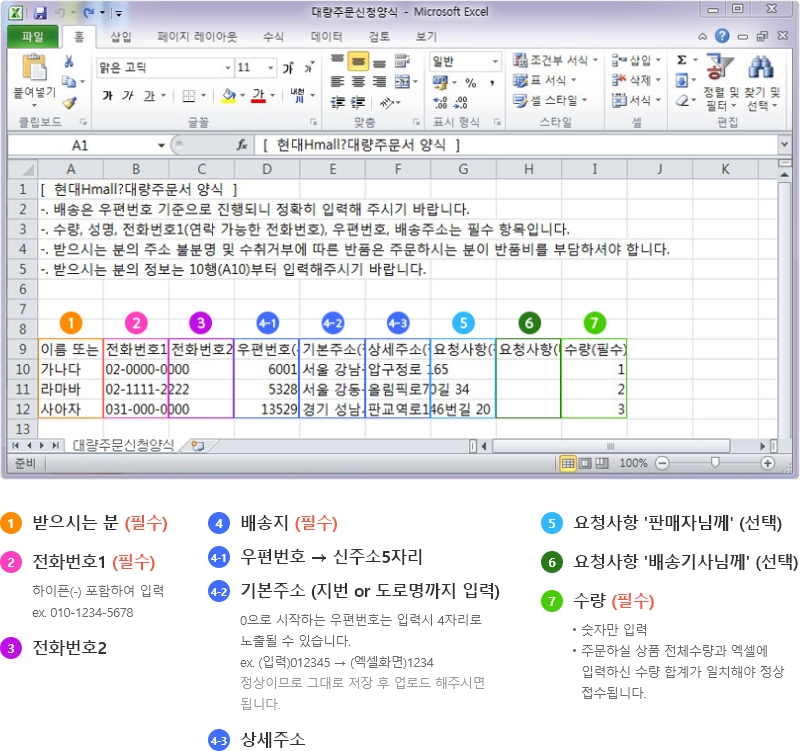 대량주문신청양식 - Microsoft Excel
파일 홈 삽입 페이지 레이아웃 수식 데이터 검토 보기
붙여넣기
클립보드
맑은 고딕 11
가 가 가
글꼴
맞춤
일반
표시 형식
조건부 서식
표 서식
셀 스타일
스타일
삽입
삭제
서식
셀
정렬 및 필터
찾기 및 선택
편집
A1 fx [ 현대Hmall?대량주문서 양식 ]
A B C D E F G H I J K
1 [ 현대Hmall?대량주문서 양식 ]
2 -. 배송은 우편번호 기준으로 진행되니 정확히 입력해 주시기 바랍니다.
3 -. 수량, 성명, 전화번호1(연락 가능한 전화번호), 우편번호, 배송주소는 필수 항목입니다.
4 -. 받으시는 분의 주소 불분명 및 수취거부에 따른 반품은 주문하시는 분이 반품비를 부담하셔야 합니다.
5 -. 받으시는 분의 정보는 10행(A10)부터 입력해주시기 바랍니다.
6
7
8 1 2 3 4-1 4-2 4-3 5 6 7
9 이름 또는 전화번호1 전화번호2 우편번호( 기본주소( 상세주소( 요청사항( 요청사항( 수량(필수)
10 가나다 02-0000-0000 6001 서울 강남 압구정로 165 1
11 라마바 02-1111-2222 5328 서울 강동 올림픽로70길 34 2
12 사아자 031-000-0000 13529 경기 성남 판교역로146번길 20 3
13
대량주문신청양식
준비 100%
1 받으시는 분 (필수)
2 전화번호1 (필수)
하이픈(-) 포함하여 입력
ex. 010-1234-5678
3 전화번호2
4 배송지 (필수)
4-1 우편번호 → 신주소5자리
4-2 기본주소 (지번 or 도로명까지 입력)
0으로 시작하는 우편번호는 입력시 4자리로
노출될 수 있습니다.
ex. (입력)012345 → (엑셀화면)1234
정상이므로 그대로 저장 후 업로드 해주시면
됩니다.
4-3 상세주소
5 요청사항 '판매자님께' (선택)
6 요청사항 '배송기사님께' (선택)
7 수량 (필수)
• 숫자만 입력
• 주문하실 상품 전체수량과 엑셀에
입력하신 수량 합계가 일치해야 정상
접수됩니다.